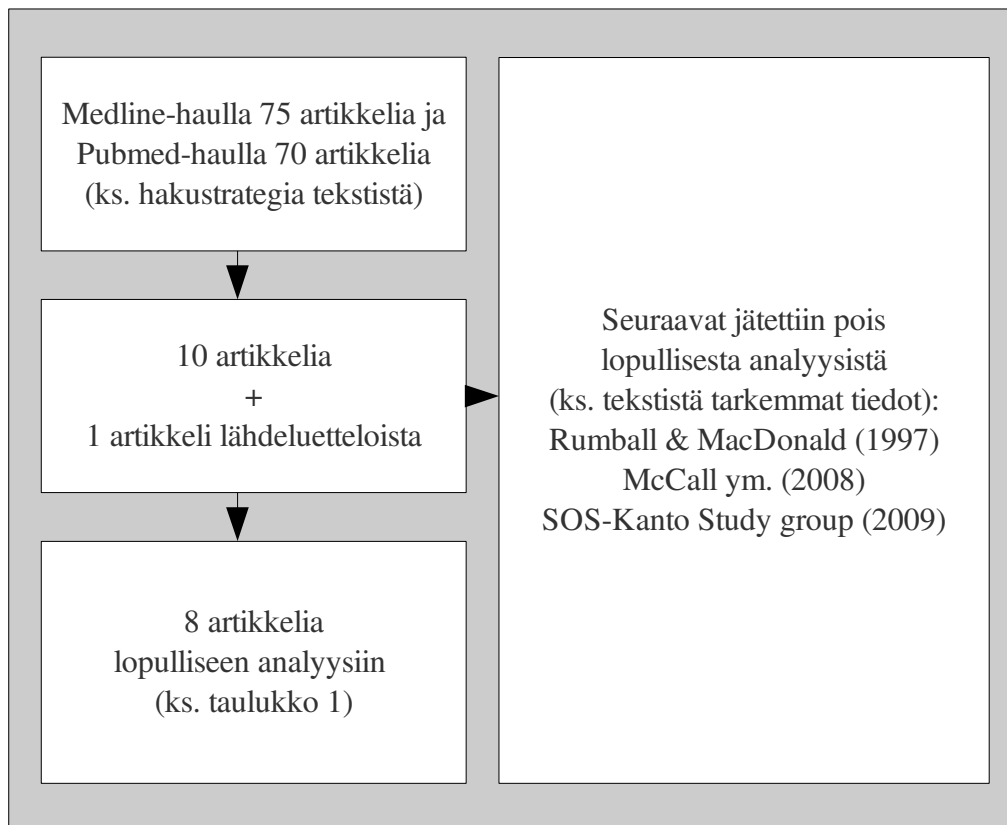 Medline-haulla 75 artikkelia ja
Pubmed-haulla 70 artikkelia
(ks. hakustrategia tekstistä)
10 artikkelia
+
1 artikkeli lähdeluetteloista
8 artikkelia
lopulliseen analyysiin
(ks. taulukko 1)
Seuraavat jätettiin pois
lopullisesta analyysistä
(ks. tekstistä tarkemmat tiedot):
Rumball & MacDonald (1997)
McCall ym. (2008)
SOS-Kanto Study group (2009)